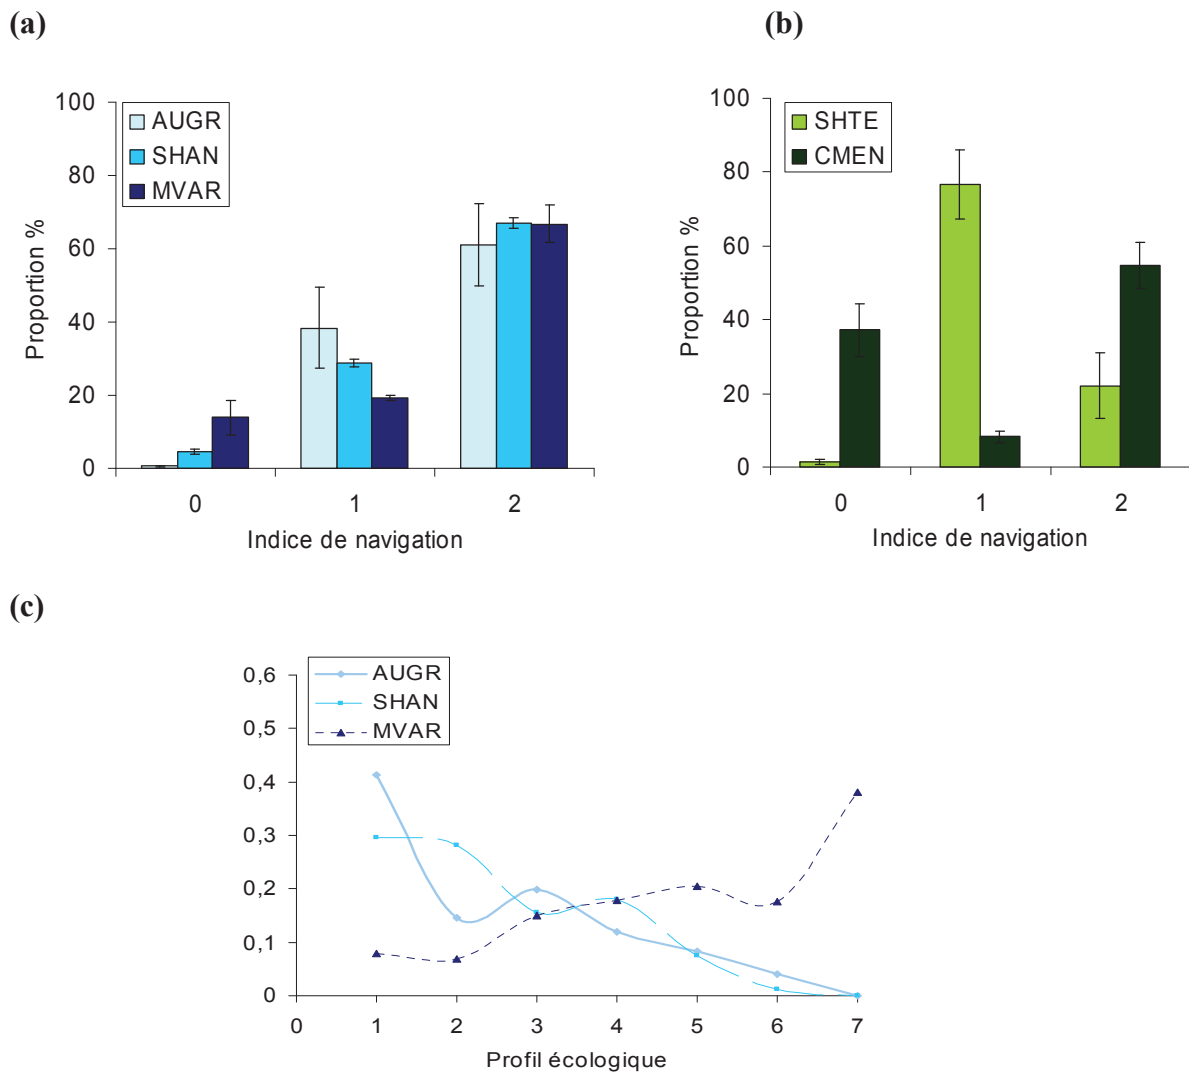 (a)
(b)
100
80
60
40
20
0
Proportion %
AUGR
SHAN
MVAR
0 1 2
Indice de navigation
100
80
60
40
20
0
Proportion %
SHTE
CMEN
0 1 2
Indice de navigation
(c)
0,6
0,5
0,4
0,3
0,2
0,1
0
AUGR
SHAN
MVAR
0 1 2 3 4 5 6 7
Profil écologique